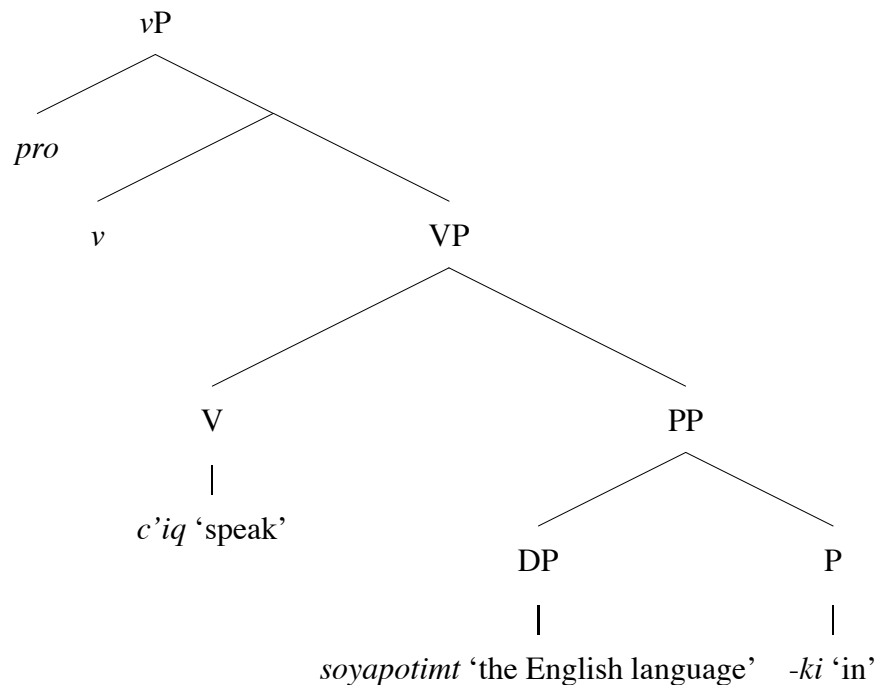 vP
pro
v VP
V PP
c’iq ‘speak’
DP P
soyapotimt ‘the English language’ -ki ‘in’